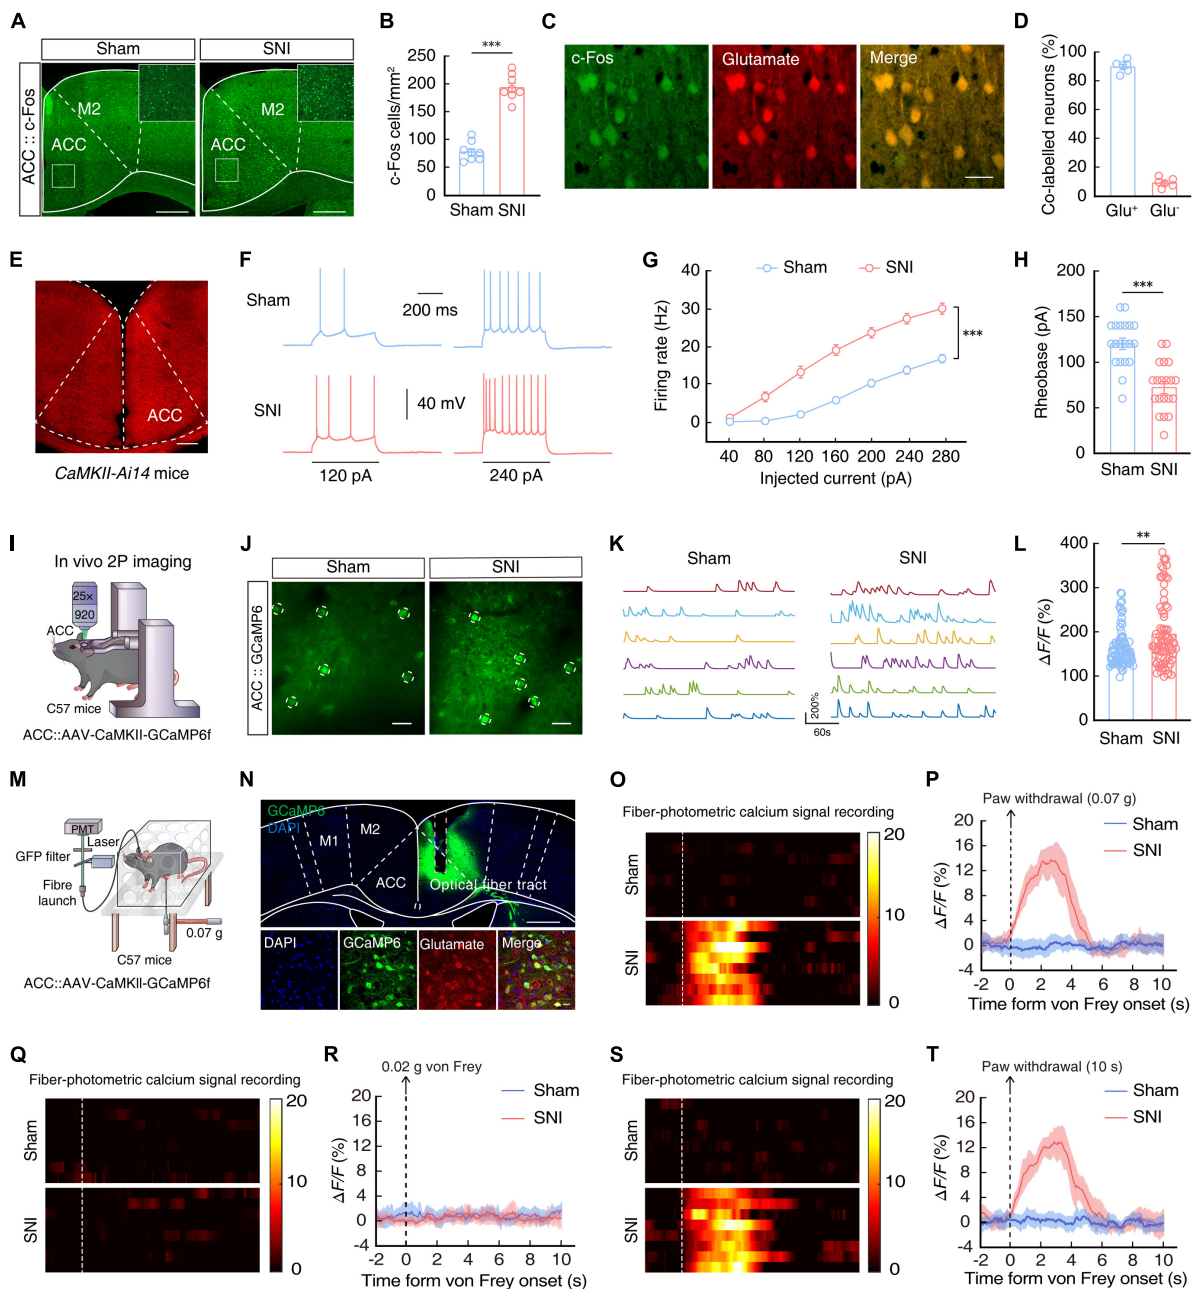 A
Sham
SNI
ACC :: c-Fos
M2
ACC
M2
ACC
B
***
c-Fos cells/mm²
250
200
150
100
50
0
Sham SNI
C
c-Fos
Glutamate
Merge
D
Co-labelled neurons (%)
100
80
60
40
20
0
Glu⁺ Glu⁻
E
ACC
CaMKII-Ai14 mice
F
Sham
200 ms
SNI
40 mV
120 pA
240 pA
G
Sham
SNI
Firing rate (Hz)
40
30
20
10
0
***
40 80 120 160 200 240 280
Injected current (pA)
H
***
Rheobase (pA)
200
150
100
50
0
Sham SNI
I
In vivo 2P imaging
25×
920
ACC
C57 mice
ACC::AAV-CaMKII-GCaMP6f
J
Sham
SNI
ACC :: GCaMP6
K
Sham
SNI
200%
60s
L
**
ΔF/F (%)
400
300
200
100
0
Sham SNI
M
PMT
Laser
GFP filter
Fibre
launch
0.07 g
C57 mice
ACC::AAV-CaMKII-GCaMP6f
N
GCaMP6
DAPI
M1
M2
ACC
Optical fiber tract
DAPI
GCaMP6
Glutamate
Merge
O
Fiber-photometric calcium signal recording
Sham
SNI
20
10
0
P
Paw withdrawal (0.07 g)
Sham
SNI
ΔF/F (%)
20
16
12
8
4
0
-4
-2 0 2 4 6 8 10
Time form von Frey onset (s)
Q
Fiber-photometric calcium signal recording
Sham
SNI
20
10
0
R
0.02 g von Frey
Sham
SNI
ΔF/F (%)
20
16
12
8
4
0
-4
-2 0 2 4 6 8 10
Time form von Frey onset (s)
S
Fiber-photometric calcium signal recording
Sham
SNI
20
10
0
T
Paw withdrawal (10 s)
Sham
SNI
ΔF/F (%)
20
16
12
8
4
0
-4
-2 0 2 4 6 8 10
Time form von Frey onset (s)